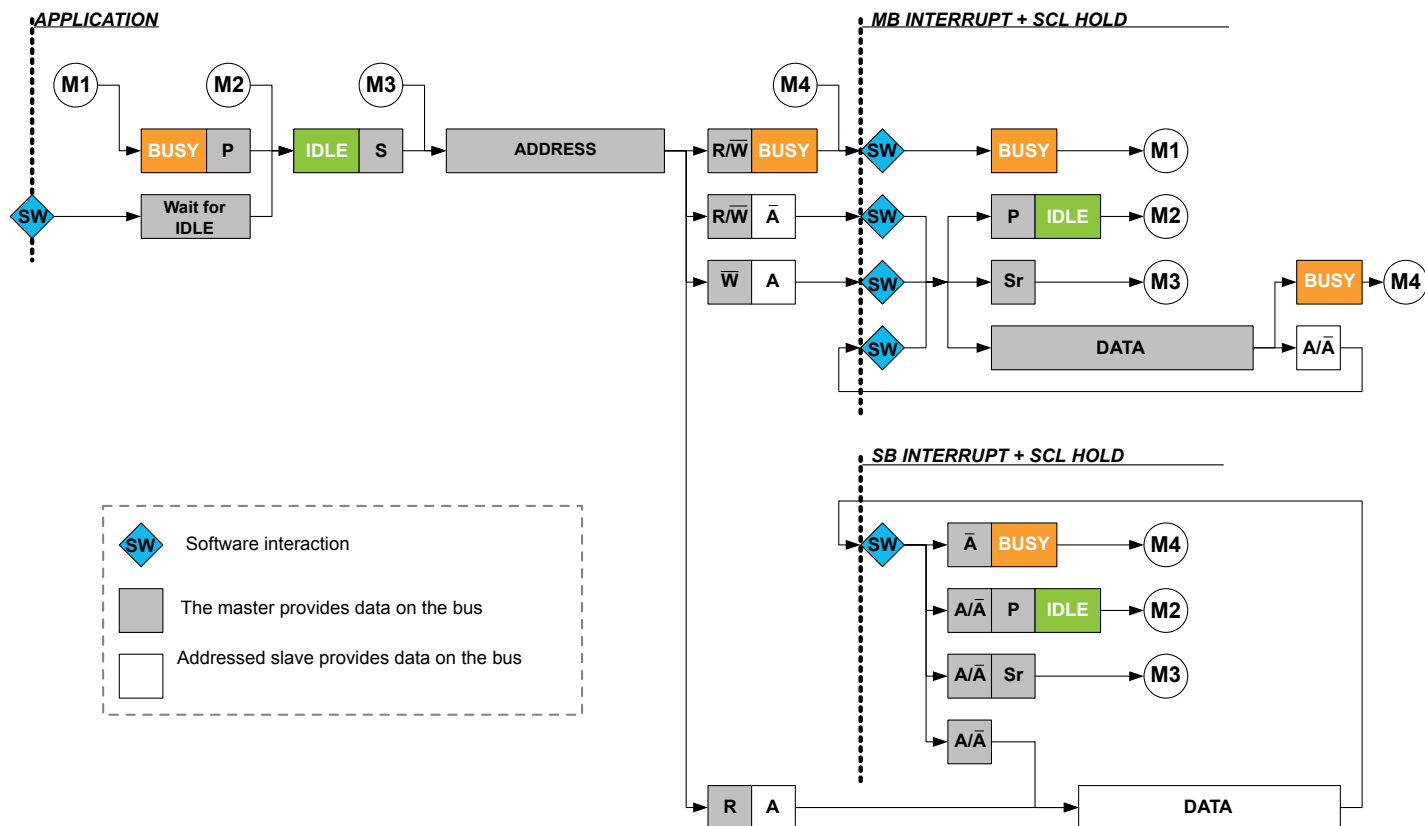 APPLICATION
MB INTERRUPT + SCL HOLD
M1
M2
M3
M4
BUSY P
IDLE S
ADDRESS
R/W̅ BUSY
SW
BUSY
M1
SW
Wait for
IDLE
R/W̅ A̅
SW
P IDLE
M2
W̅ A
SW
Sr
M3
BUSY
M4
SW
DATA
A/A̅
SB INTERRUPT + SCL HOLD
SW
A̅ BUSY
M4
A/A̅ P IDLE
M2
A/A̅ Sr
M3
A/A̅
R A
DATA
SW
Software interaction
The master provides data on the bus
Addressed slave provides data on the bus